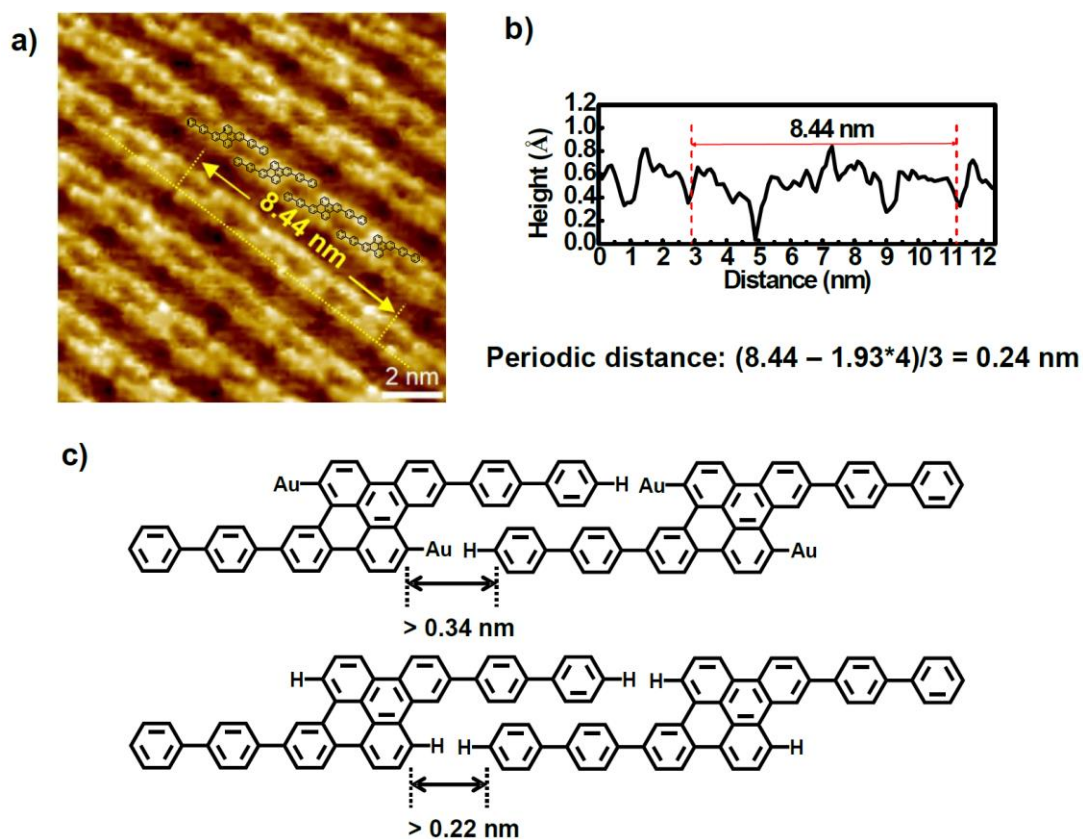 a)
8.44 nm
2 nm
b)
8.44 nm
Height (Å)
1.2
1.0
0.8
0.6
0.4
0.2
0.0
0 1 2 3 4 5 6 7 8 9 10 11 12
Distance (nm)
Periodic distance: (8.44 – 1.93*4)/3 = 0.24 nm
c)
Au H Au
Au H Au
> 0.34 nm
H H H
H H H
> 0.22 nm